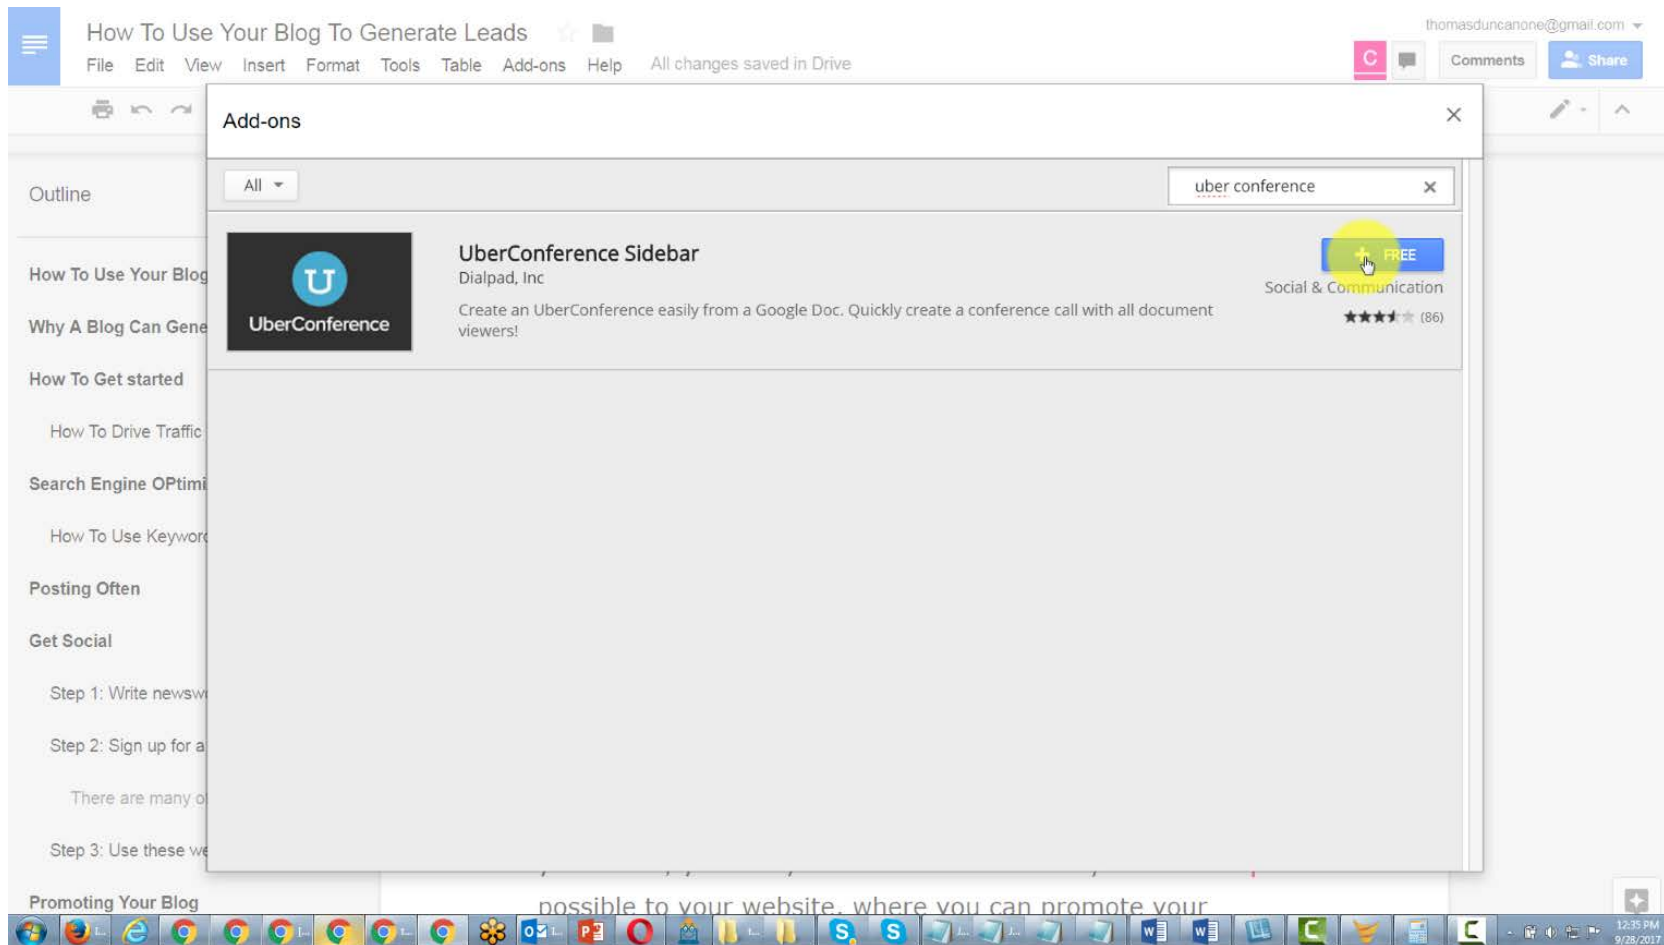 How To Use Your Blog To Generate Leads
thomasduncanone@gmail.com
File Edit View Insert Format Tools Table Add-ons Help All changes saved in Drive
C
Comments
Share
Add-ons
Outline
All
uber conference
How To Use Your Blog
Why A Blog Can Gene
How To Get started
How To Drive Traffic
Search Engine OPtimi
How To Use Keyword
Posting Often
Get Social
Step 1: Write newsw
Step 2: Sign up for a
There are many o
Step 3: Use these we
Promoting Your Blog
U
UberConference
UberConference Sidebar
Dialpad, Inc
Create an UberConference easily from a Google Doc. Quickly create a conference call with all document
viewers!
FREE
Social & Communication
(86)
possible to your website, where you can promote your
12:35 PM
9/28/2017